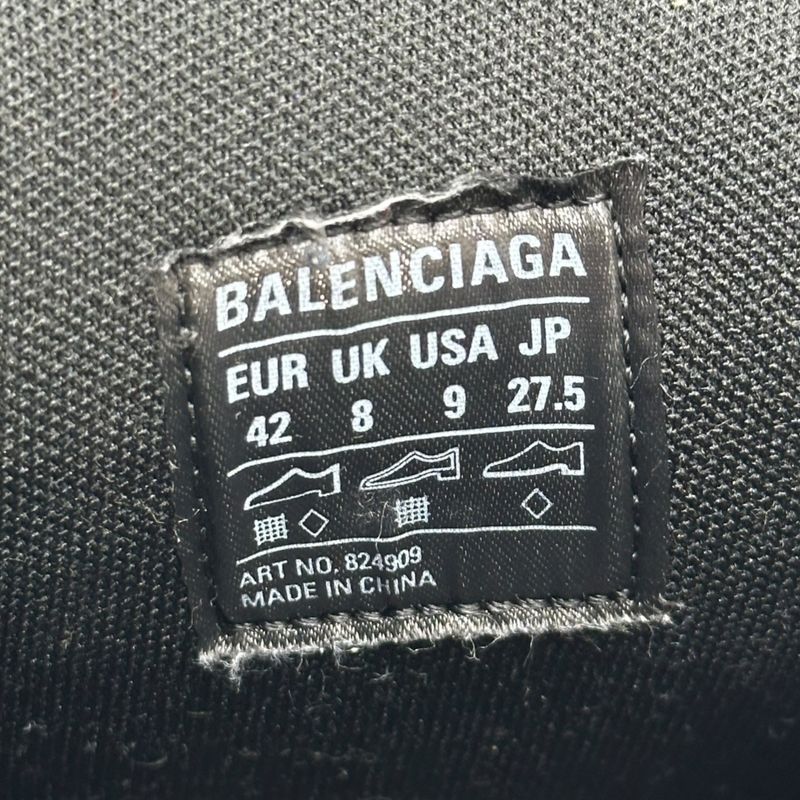 BALENCIAGA
EUR UK USA JP
42 8 9 27.5
ART NO. 824909
MADE IN CHINA